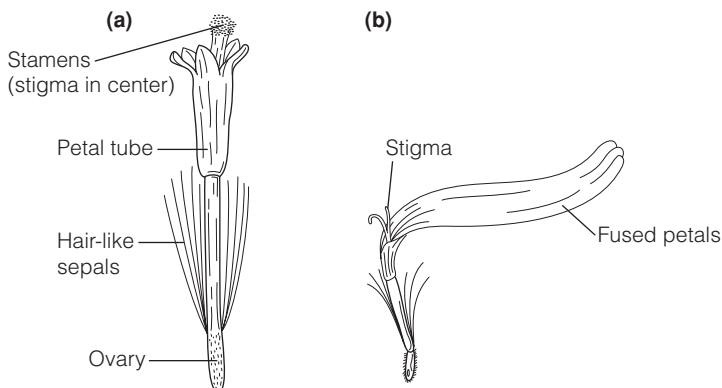 (a)
Stamens
(stigma in center)
Petal tube
Hair-like
sepals
Ovary
(b)
Stigma
Fused petals